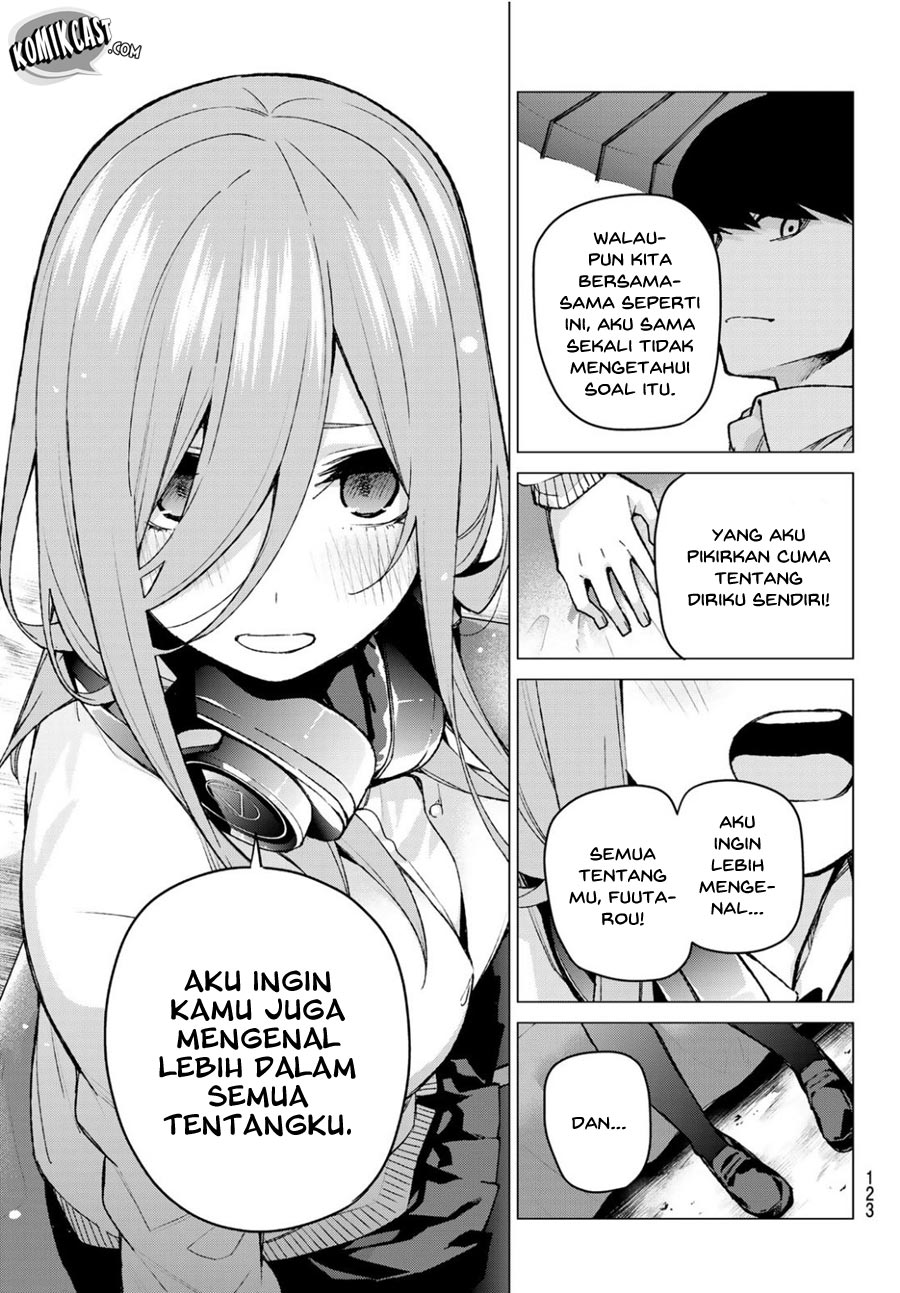 KOMIKCAST
.COM
WALAU-
PUN KITA
BERSAMA-
SAMA SEPERTI
INI, AKU SAMA
SEKALI TIDAK
MENGETAHUI
SOAL ITU.
YANG AKU
PIKIRKAN CUMA
TENTANG
DIRIKU SENDIRI!
AKU
INGIN
LEBIH
MENGE-
NAL...
SEMUA
TENTANG
MU, FUUTA-
ROU!
DAN...
AKU INGIN
KAMU JUGA
MENGENAL
LEBIH DALAM
SEMUA
TENTANGKU.
123